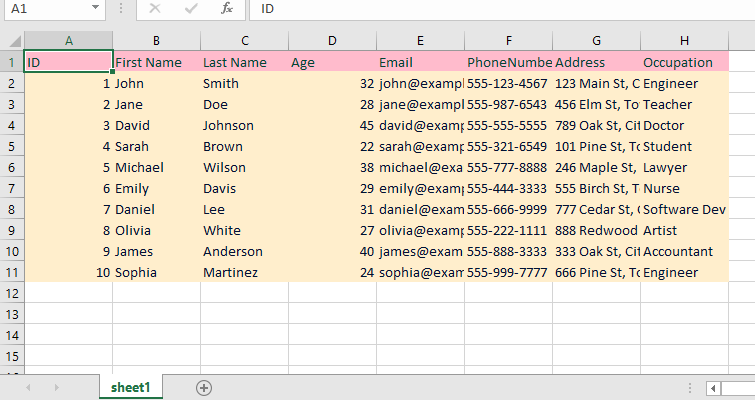 A1 fx ID
A B C D E F G H
1 ID First Name Last Name Age Email PhoneNumbe Address Occupation
2 1 John Smith 32 john@exampl 555-123-4567 123 Main St, C Engineer
3 2 Jane Doe 28 jane@examp 555-987-6543 456 Elm St, To Teacher
4 3 David Johnson 45 david@examp 555-555-5555 789 Oak St, Cit Doctor
5 4 Sarah Brown 22 sarah@examp 555-321-6549 101 Pine St, To Student
6 5 Michael Wilson 38 michael@exa 555-777-8888 246 Maple St, Lawyer
7 6 Emily Davis 29 emily@examp 555-444-3333 555 Birch St, T Nurse
8 7 Daniel Lee 31 daniel@exam 555-666-9999 777 Cedar St, Software Dev
9 8 Olivia White 27 olivia@examp 555-222-1111 888 Redwood Artist
10 9 James Anderson 40 james@exam 555-888-3333 333 Oak St, Cit Accountant
11 10 Sophia Martinez 24 sophia@exam 555-999-7777 666 Pine St, To Engineer
12
13
14
15
sheet1